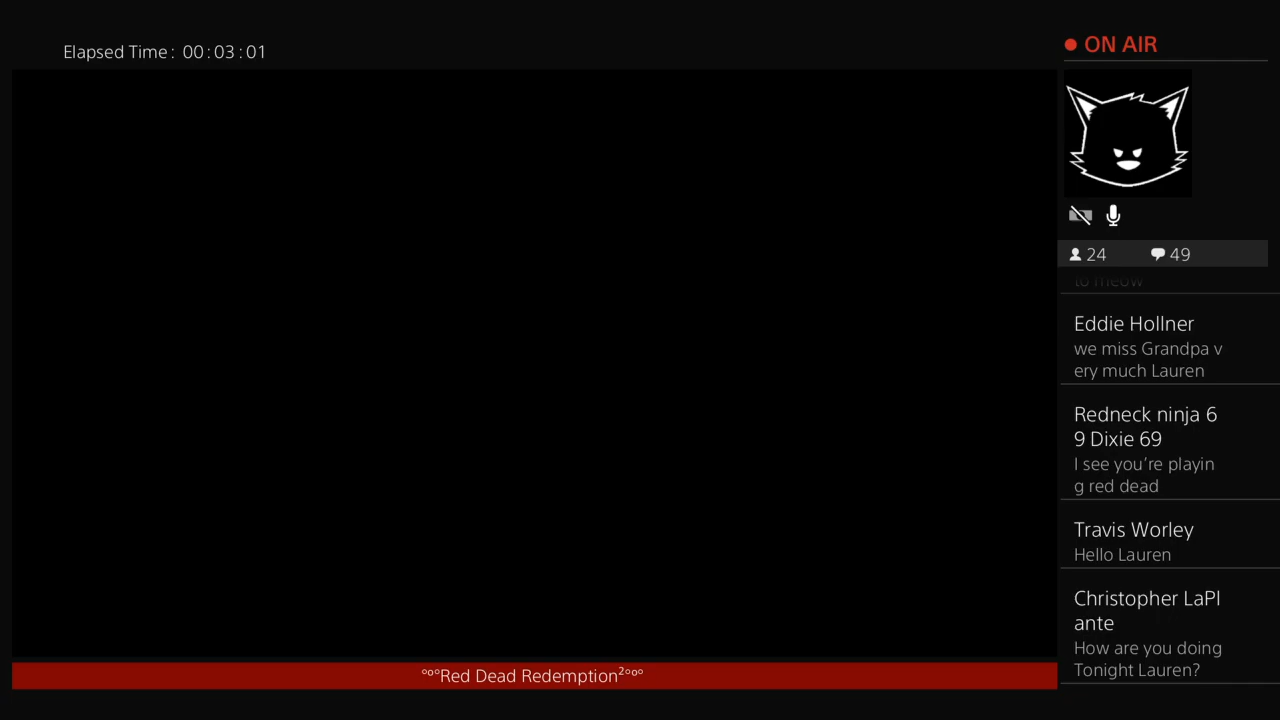 Elapsed Time: 00:03:01
ON AIR
24 49
to meow
Eddie Hollner
we miss Grandpa v
ery much Lauren
Redneck ninja 6
9 Dixie 69
I see you're playin
g red dead
Travis Worley
Hello Lauren
Christopher LaPl
ante
How are you doing
Tonight Lauren?
°º°Red Dead Redemption²°º°